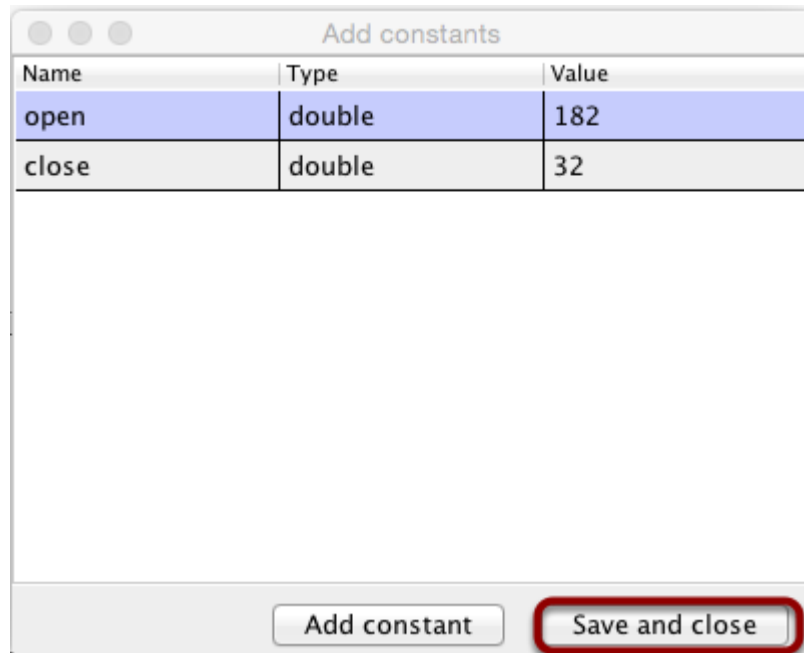 Add constants
Name Type Value
open double 182
close double 32
Add constant Save and close